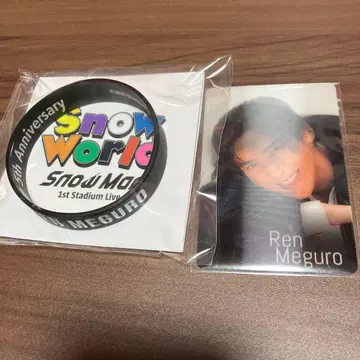 5th Anniversary
Snow
World
Snow Man
1st Stadium Live
MEGURO
Ren
Meguro